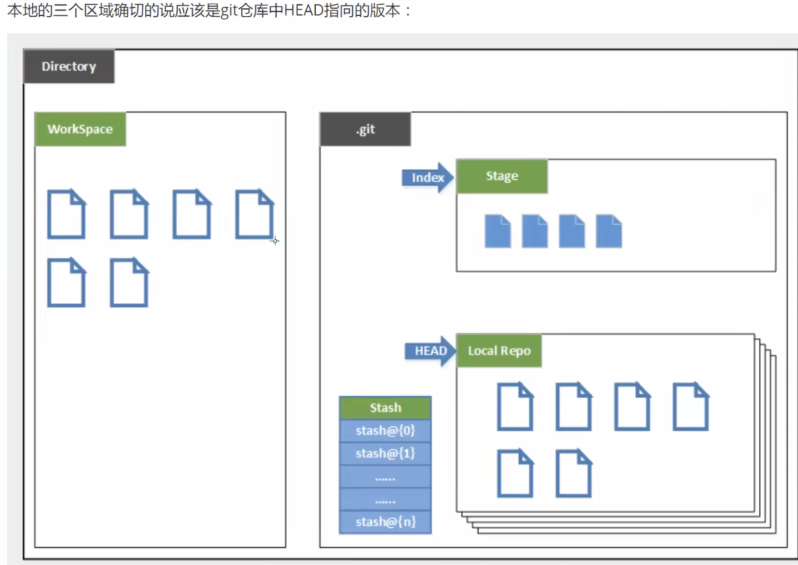 本地的三个区域确切的说应该是git仓库中HEAD指向的版本：
Directory
WorkSpace
.git
Index
Stage
HEAD
Local Repo
Stash
stash@{0}
stash@{1}
......
......
stash@{n}